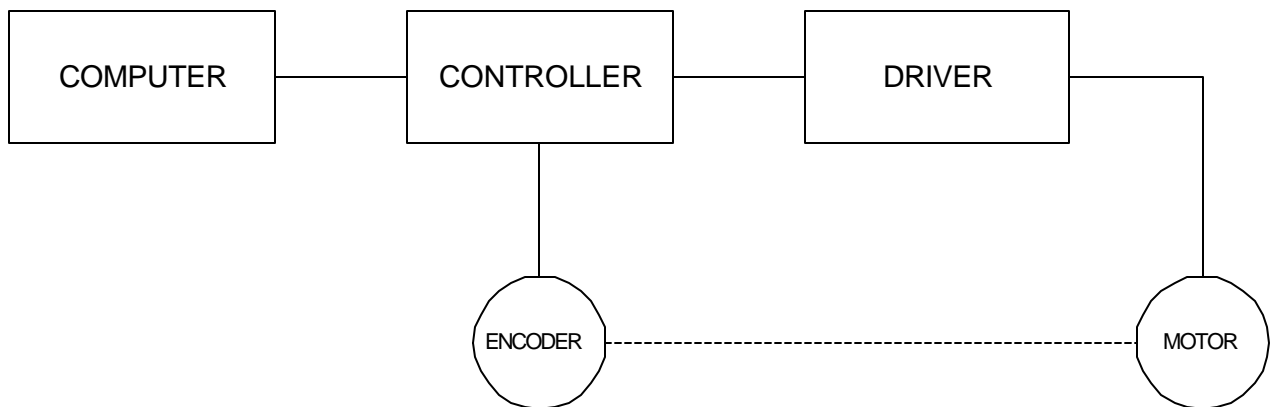 COMPUTER
CONTROLLER
DRIVER
ENCODER
MOTOR